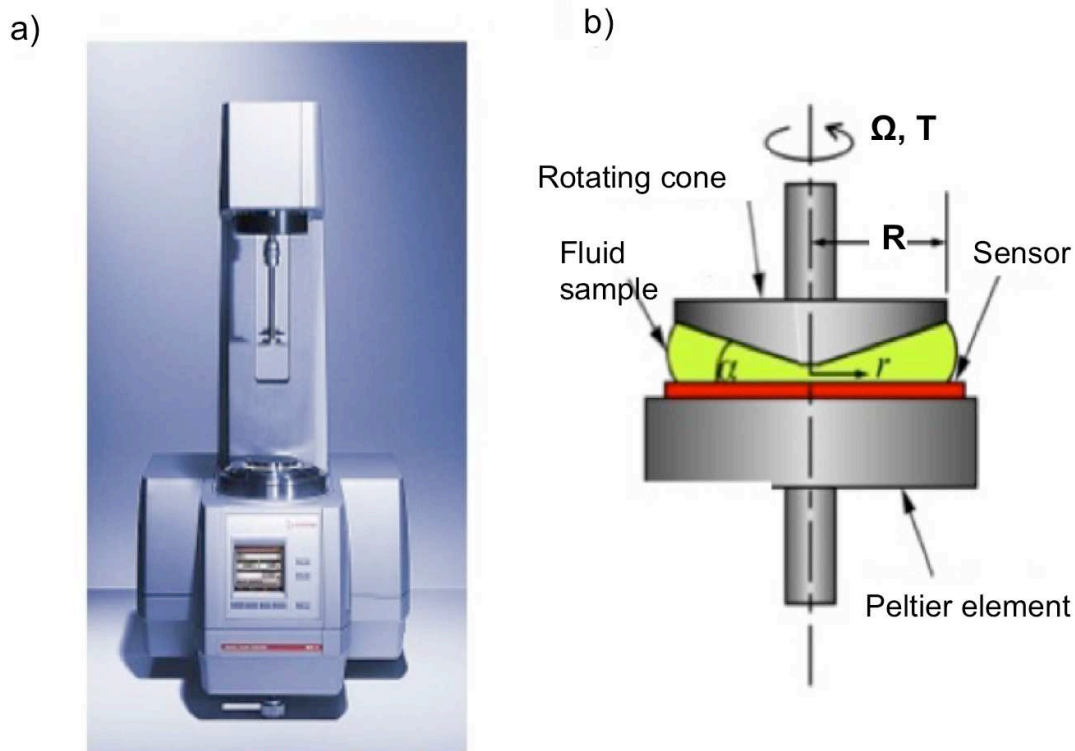 a)
b)
Ω, T
Rotating cone
R
Fluid
sample
Sensor
α
r
Peltier element